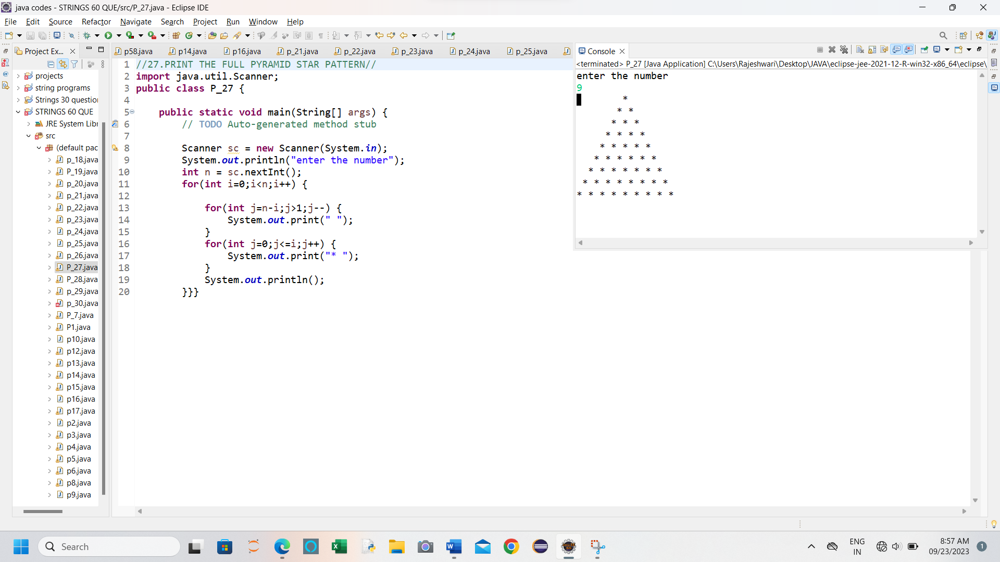 java codes - STRINGS 60 QUE/src/P_27.java - Eclipse IDE
File Edit Source Refactor Navigate Search Project Run Window Help
Project Ex...
projects
string programs
Strings 30 question
STRINGS 60 QUE
JRE System Libr
src
(default pac
p_18.java
P_19.java
p_20.java
p_21.java
p_22.java
p_23.java
p_24.java
p_25.java
p_26.java
P_27.java
P_28.java
p_29.java
p_30.java
P_7.java
P1.java
p10.java
p12.java
p13.java
p14.java
p15.java
p16.java
p17.java
p2.java
p3.java
p4.java
p5.java
p6.java
p8.java
p9.java
p58.java p14.java p16.java p_21.java p_22.java p_23.java p_24.java p_25.java
1 //27.PRINT THE FULL PYRAMID STAR PATTERN//
2 import java.util.Scanner;
3 public class P_27 {
4
5 public static void main(String[] args) {
6 // TODO Auto-generated method stub
7
8 Scanner sc = new Scanner(System.in);
9 System.out.println("enter the number");
10 int n = sc.nextInt();
11 for(int i=0;i<n;i++) {
12
13 for(int j=n-i;j>1;j--) {
14 System.out.print(" ");
15 }
16 for(int j=0;j<=i;j++) {
17 System.out.print("* ");
18 }
19 System.out.println();
20 }}}
Console
<terminated> P_27 [Java Application] C:\Users\Rajeshwari\Desktop\JAVA\eclipse-jee-2021-12-R-win32-x86_64\eclipse\
enter the number
9
*
* *
* * *
* * * *
* * * * *
* * * * * *
* * * * * * *
* * * * * * * *
* * * * * * * * *
Search
ENG
IN
8:57 AM
09/23/2023
1